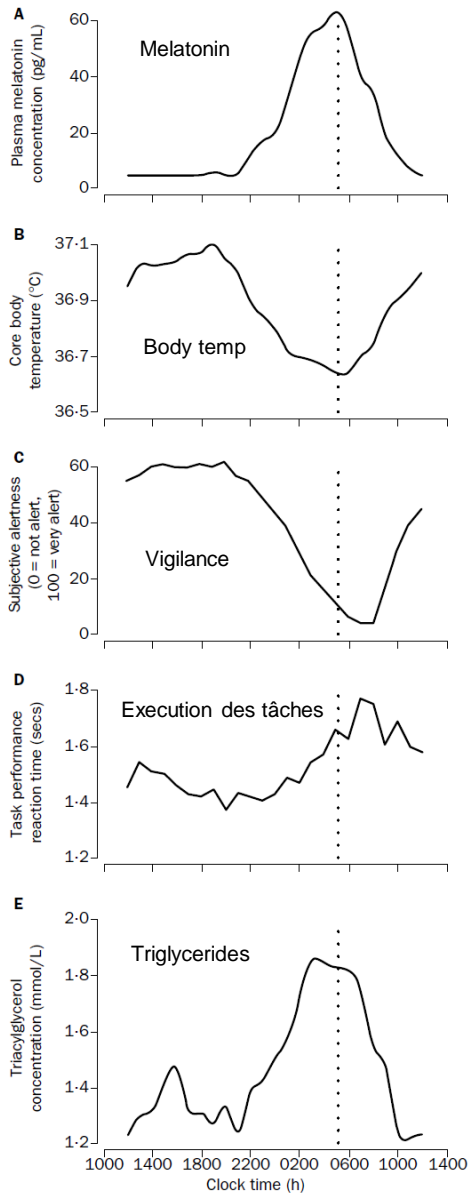 A
Plasma melatonin
concentration (pg/mL)
60
40
20
0
Melatonin
B
Core body
temperature (°C)
37·1
36·9
36·7
36·5
Body temp
C
Subjective alertness
(0 = not alert,
100 = very alert)
60
40
20
0
Vigilance
D
Task performance
reaction time (secs)
1·8
1·6
1·4
1·2
Execution des tâches
E
Triacylglycerol
concentration (mmol/L)
2·0
1·8
1·6
1·4
1·2
Triglycerides
1000 1400 1800 2200 0200 0600 1000 1400
Clock time (h)